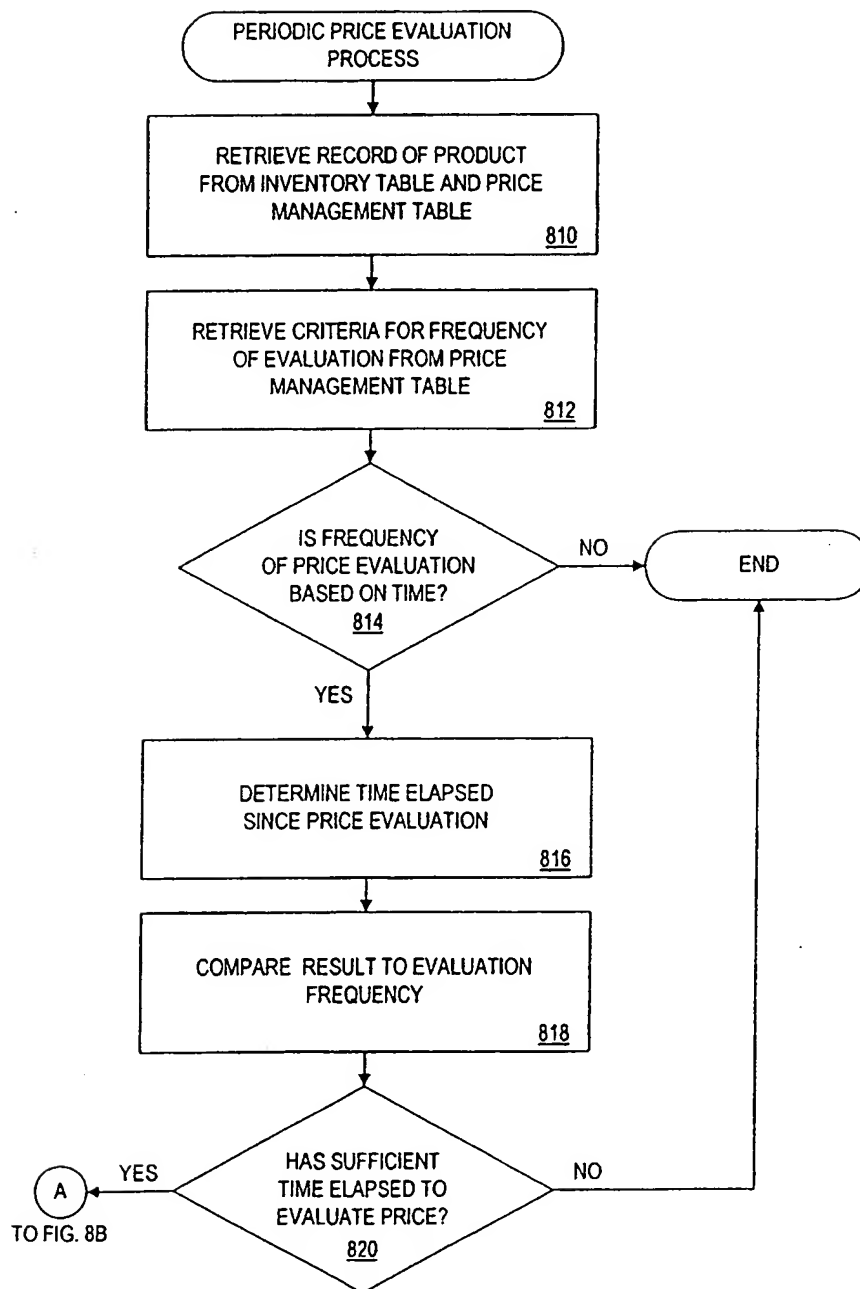 PERIODIC PRICE EVALUATION
PROCESS
RETRIEVE RECORD OF PRODUCT
FROM INVENTORY TABLE AND PRICE
MANAGEMENT TABLE
810
RETRIEVE CRITERIA FOR FREQUENCY
OF EVALUATION FROM PRICE
MANAGEMENT TABLE
812
IS FREQUENCY
OF PRICE EVALUATION
BASED ON TIME?
814
NO
END
YES
DETERMINE TIME ELAPSED
SINCE PRICE EVALUATION
816
COMPARE RESULT TO EVALUATION
FREQUENCY
818
HAS SUFFICIENT
TIME ELAPSED TO
EVALUATE PRICE?
820
NO
YES
A
TO FIG. 8B